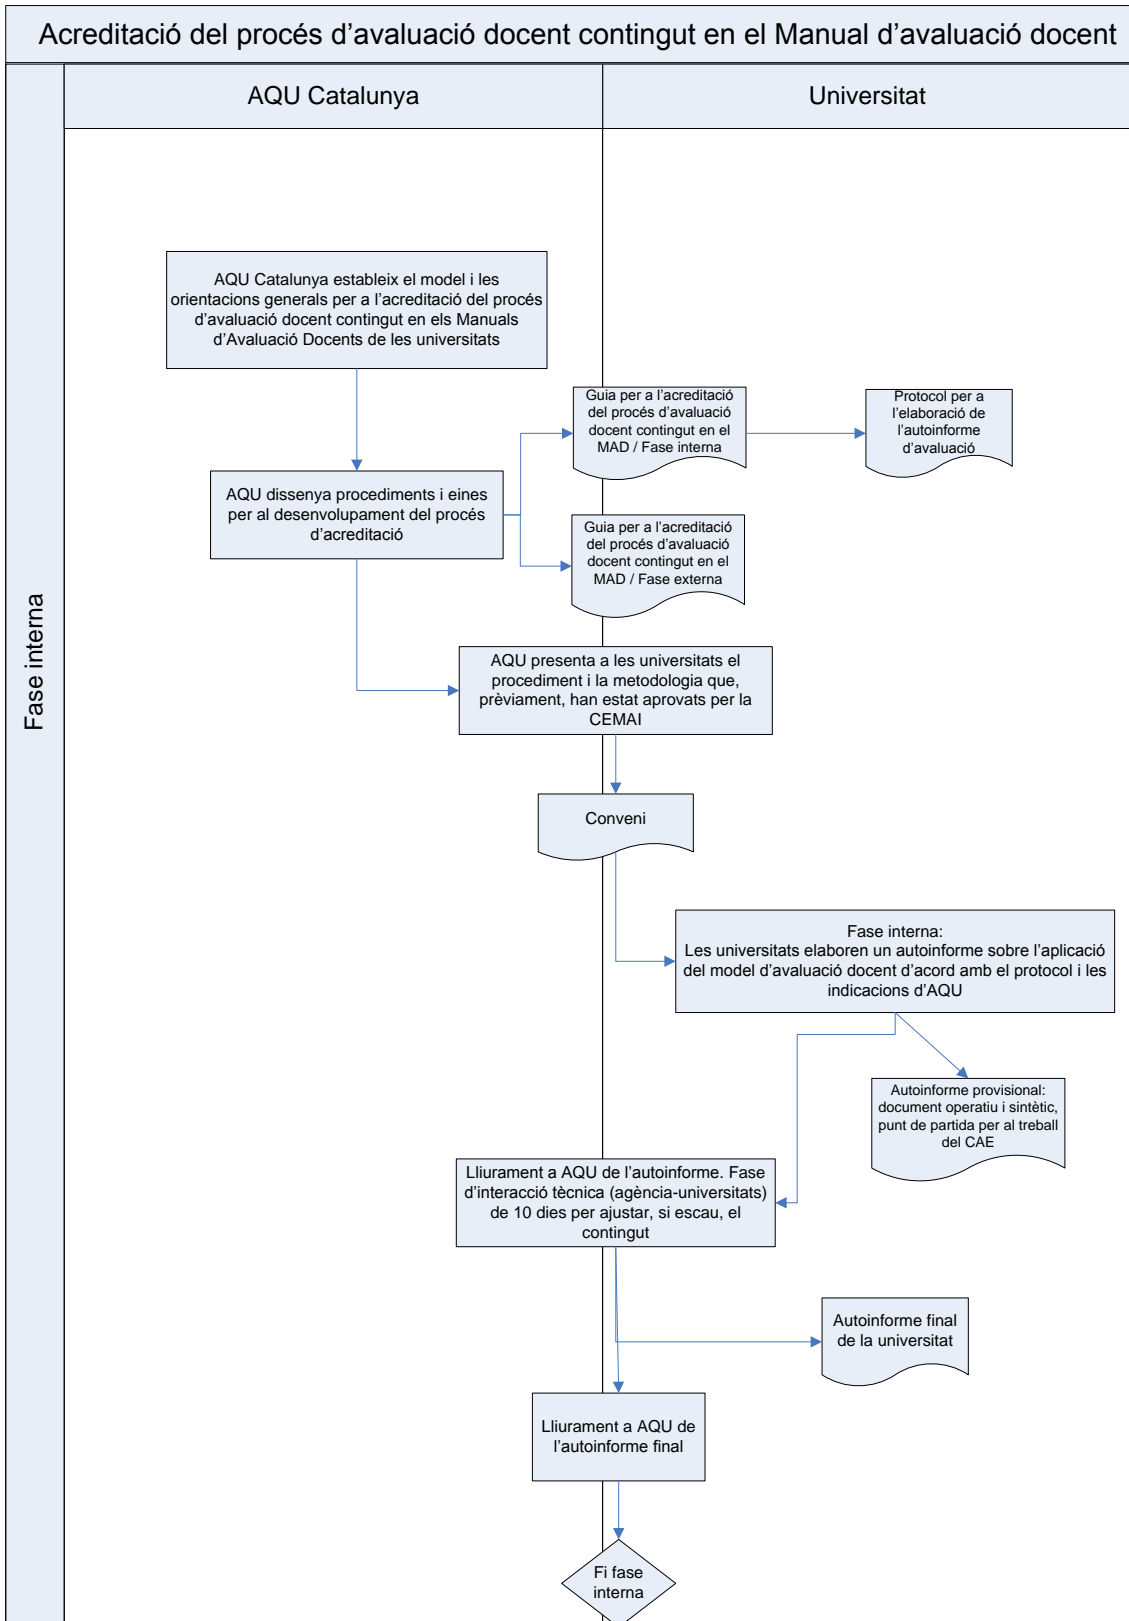 Acreditació del procés d’avaluació docent contingut en el Manual d’avaluació docent
AQU Catalunya
Universitat
Fase interna
AQU Catalunya estableix el model i les
orientacions generals per a l’acreditació del procés
d’avaluació docent contingut en els Manuals
d’Avaluació Docents de les universitats
Guia per a l’acreditació
del procés d’avaluació
docent contingut en el
MAD / Fase interna
Protocol per a
l’elaboració de
l’autoinforme
d’avaluació
AQU dissenya procediments i eines
per al desenvolupament del procés
d’acreditació
Guia per a l’acreditació
del procés d’avaluació
docent contingut en el
MAD / Fase externa
AQU presenta a les universitats el
procediment i la metodologia que,
prèviament, han estat aprovats per la
CEMAI
Conveni
Fase interna:
Les universitats elaboren un autoinforme sobre l’aplicació
del model d’avaluació docent d’acord amb el protocol i les
indicacions d’AQU
Autoinforme provisional:
document operatiu i sintètic,
punt de partida per al treball
del CAE
Lliurament a AQU de l’autoinforme. Fase
d’interacció tècnica (agència-universitats)
de 10 dies per ajustar, si escau, el
contingut
Autoinforme final
de la universitat
Lliurament a AQU de
l’autoinforme final
Fi fase
interna